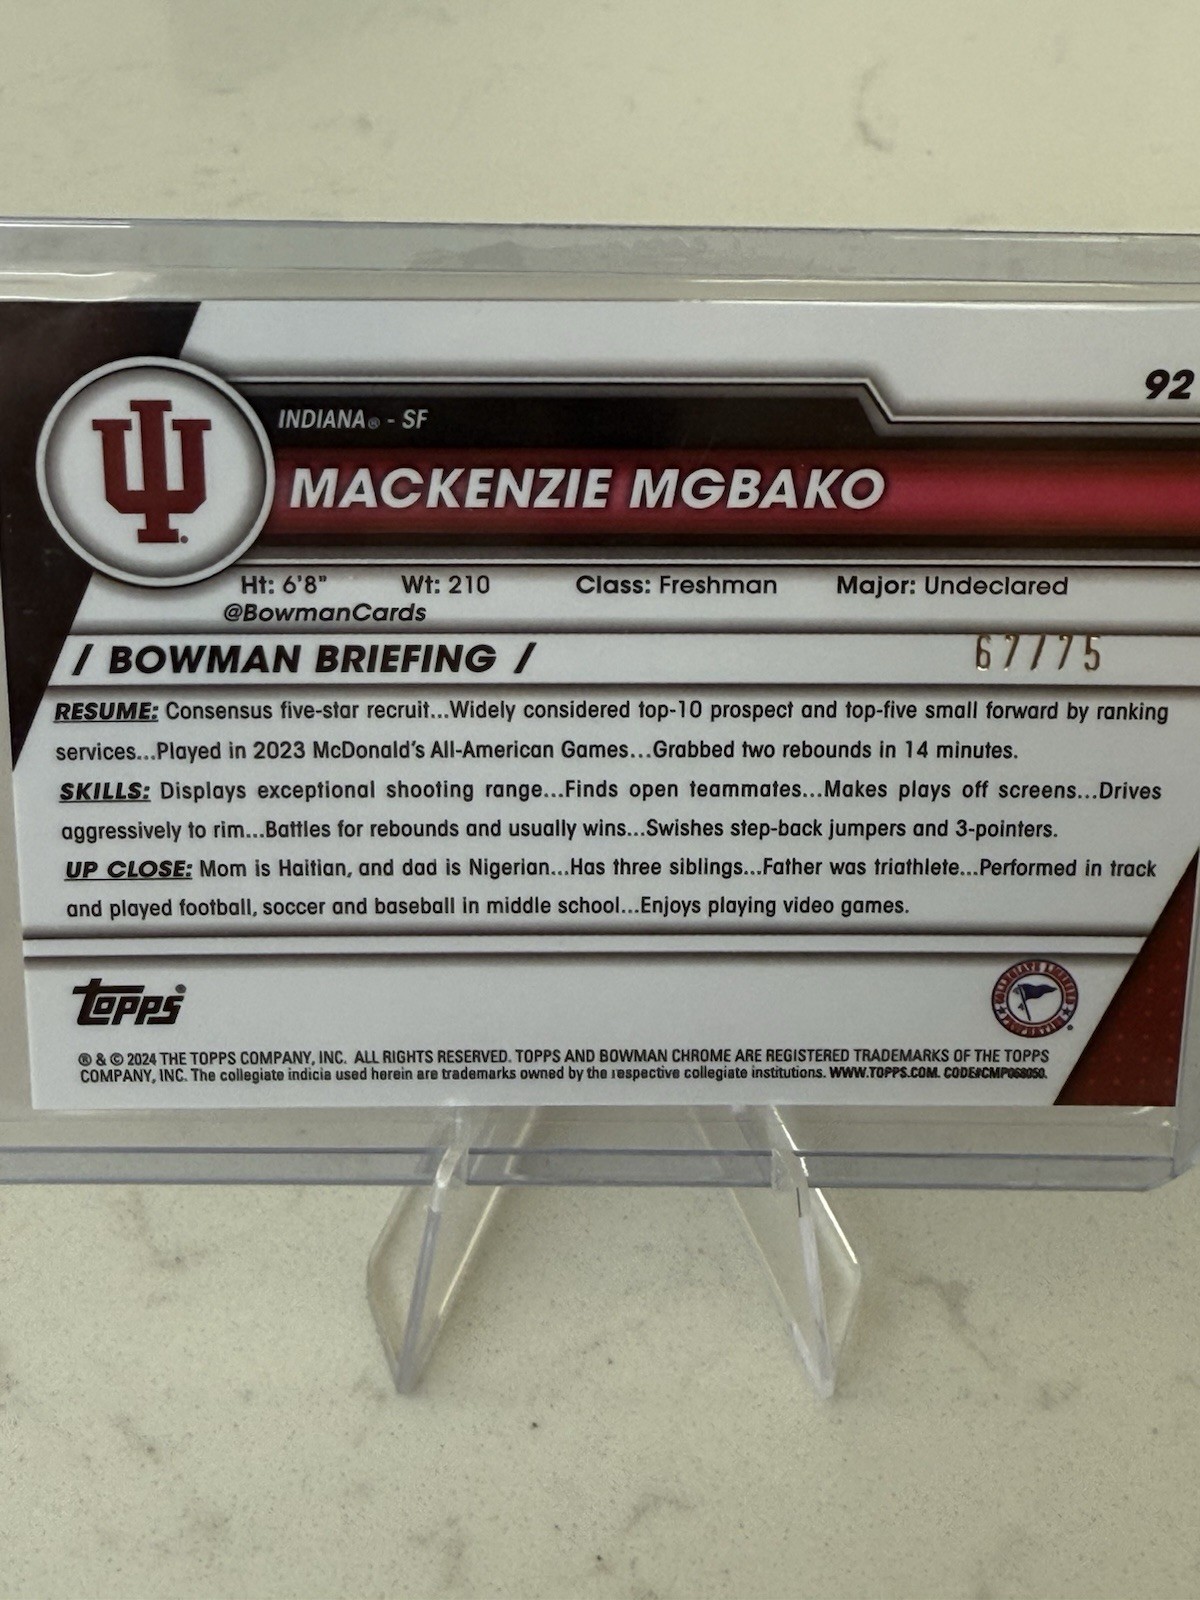 92
INDIANA® - SF
MACKENZIE MGBAKO
Ht: 6'8" Wt: 210 Class: Freshman Major: Undeclared
@BowmanCards
/ BOWMAN BRIEFING / 67/75
RESUME: Consensus five-star recruit...Widely considered top-10 prospect and top-five small forward by ranking
services...Played in 2023 McDonald's All-American Games...Grabbed two rebounds in 14 minutes.
SKILLS: Displays exceptional shooting range...Finds open teammates...Makes plays off screens...Drives
aggressively to rim...Battles for rebounds and usually wins...Swishes step-back jumpers and 3-pointers.
UP CLOSE: Mom is Haitian, and dad is Nigerian...Has three siblings...Father was triathlete...Performed in track
and played football, soccer and baseball in middle school...Enjoys playing video games.
TOPPS®
COLLEGIATE LICENSED PROPERTIES
® & © 2024 THE TOPPS COMPANY, INC. ALL RIGHTS RESERVED. TOPPS AND BOWMAN CHROME ARE REGISTERED TRADEMARKS OF THE TOPPS
COMPANY, INC. The collegiate indicia used herein are trademarks owned by the respective collegiate institutions. WWW.TOPPS.COM. CODE#CMP068050.